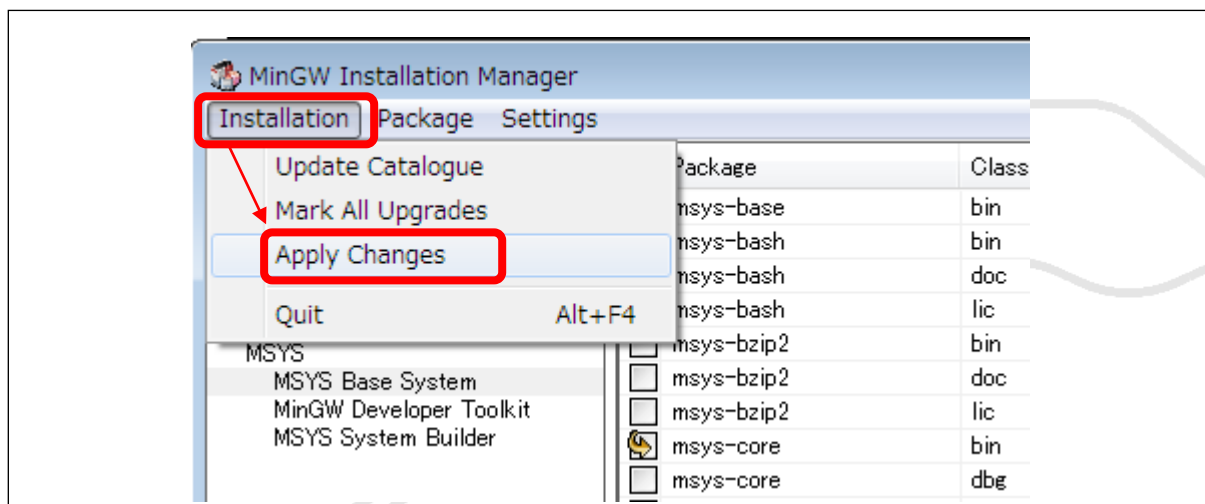 MinGW Installation Manager
Installation Package Settings
Update Catalogue
Mark All Upgrades
Apply Changes
Quit Alt+F4
MSYS
MSYS Base System
MinGW Developer Toolkit
MSYS System Builder
Package Class
msys-base bin
msys-bash bin
msys-bash doc
msys-bash lic
msys-bzip2 bin
msys-bzip2 doc
msys-bzip2 lic
msys-core bin
msys-core dbg